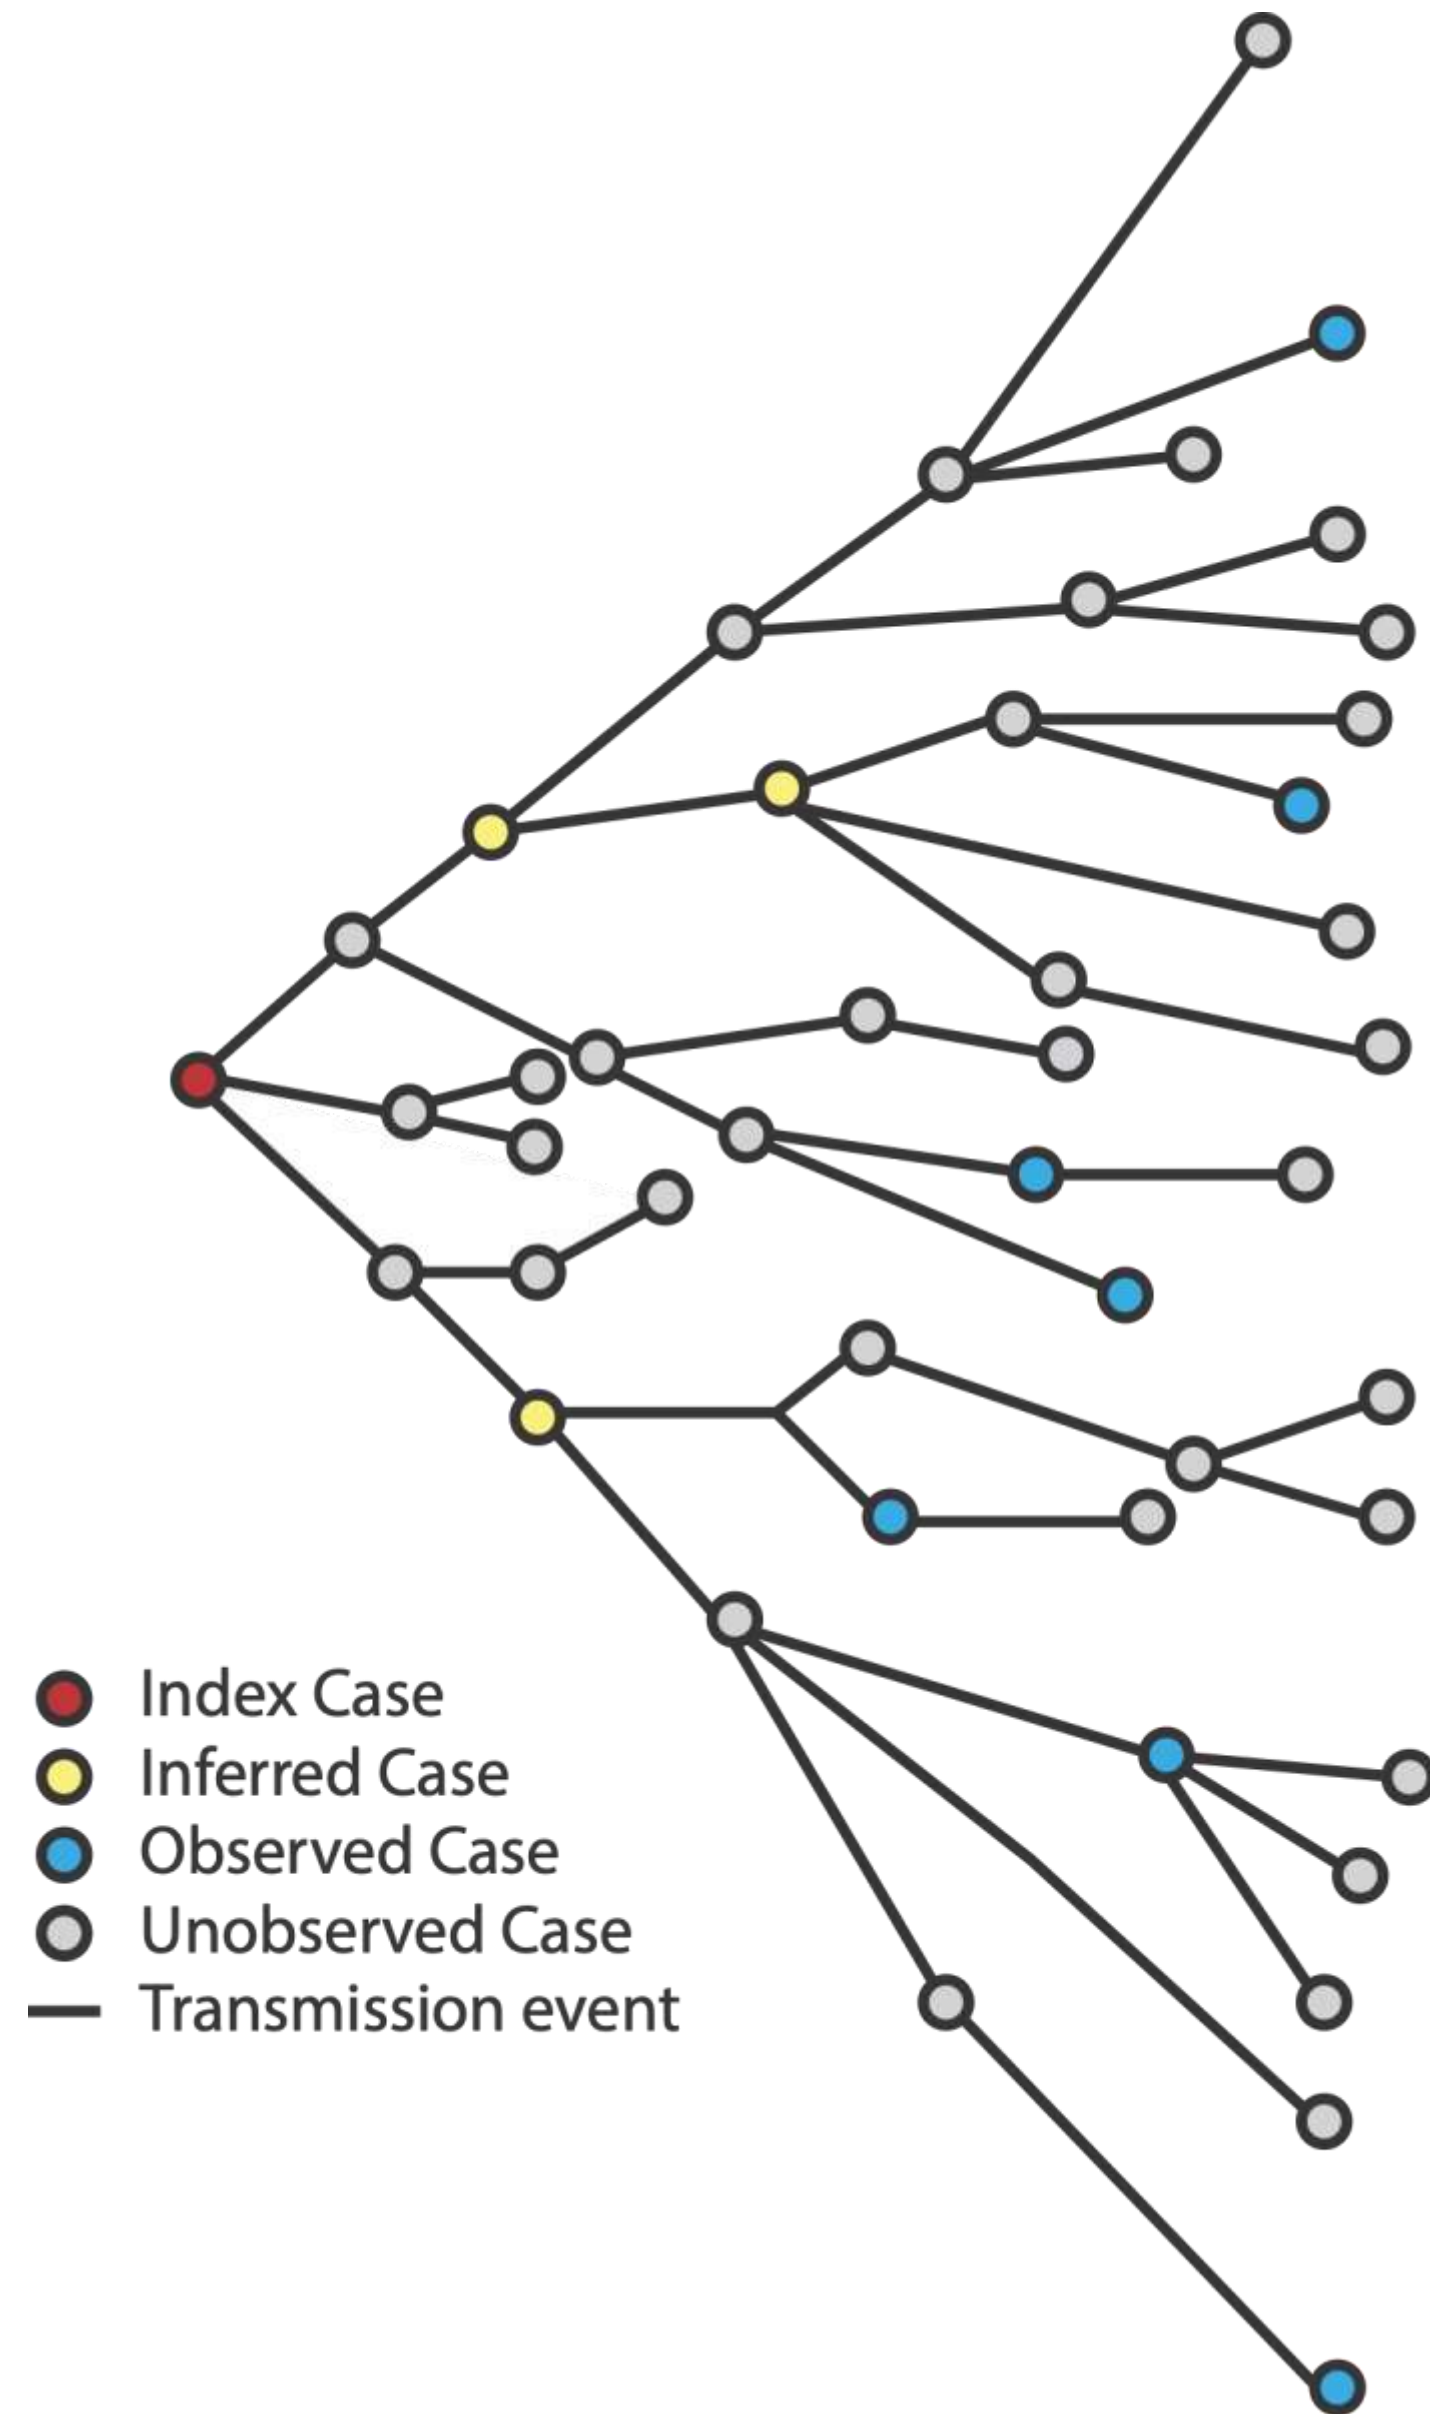 Index Case
Inferred Case
Observed Case
Unobserved Case
Transmission event